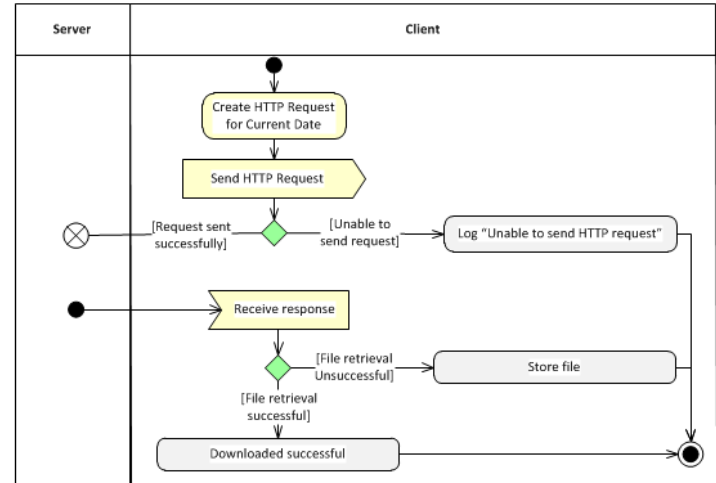 Server
Client
Create HTTP Request
for Current Date
Send HTTP Request
[Request sent
successfully]
[Unable to
send request]
Log "Unable to send HTTP request"
Receive response
[File retrieval
Unsuccessful]
Store file
[File retrieval
successful]
Downloaded successful